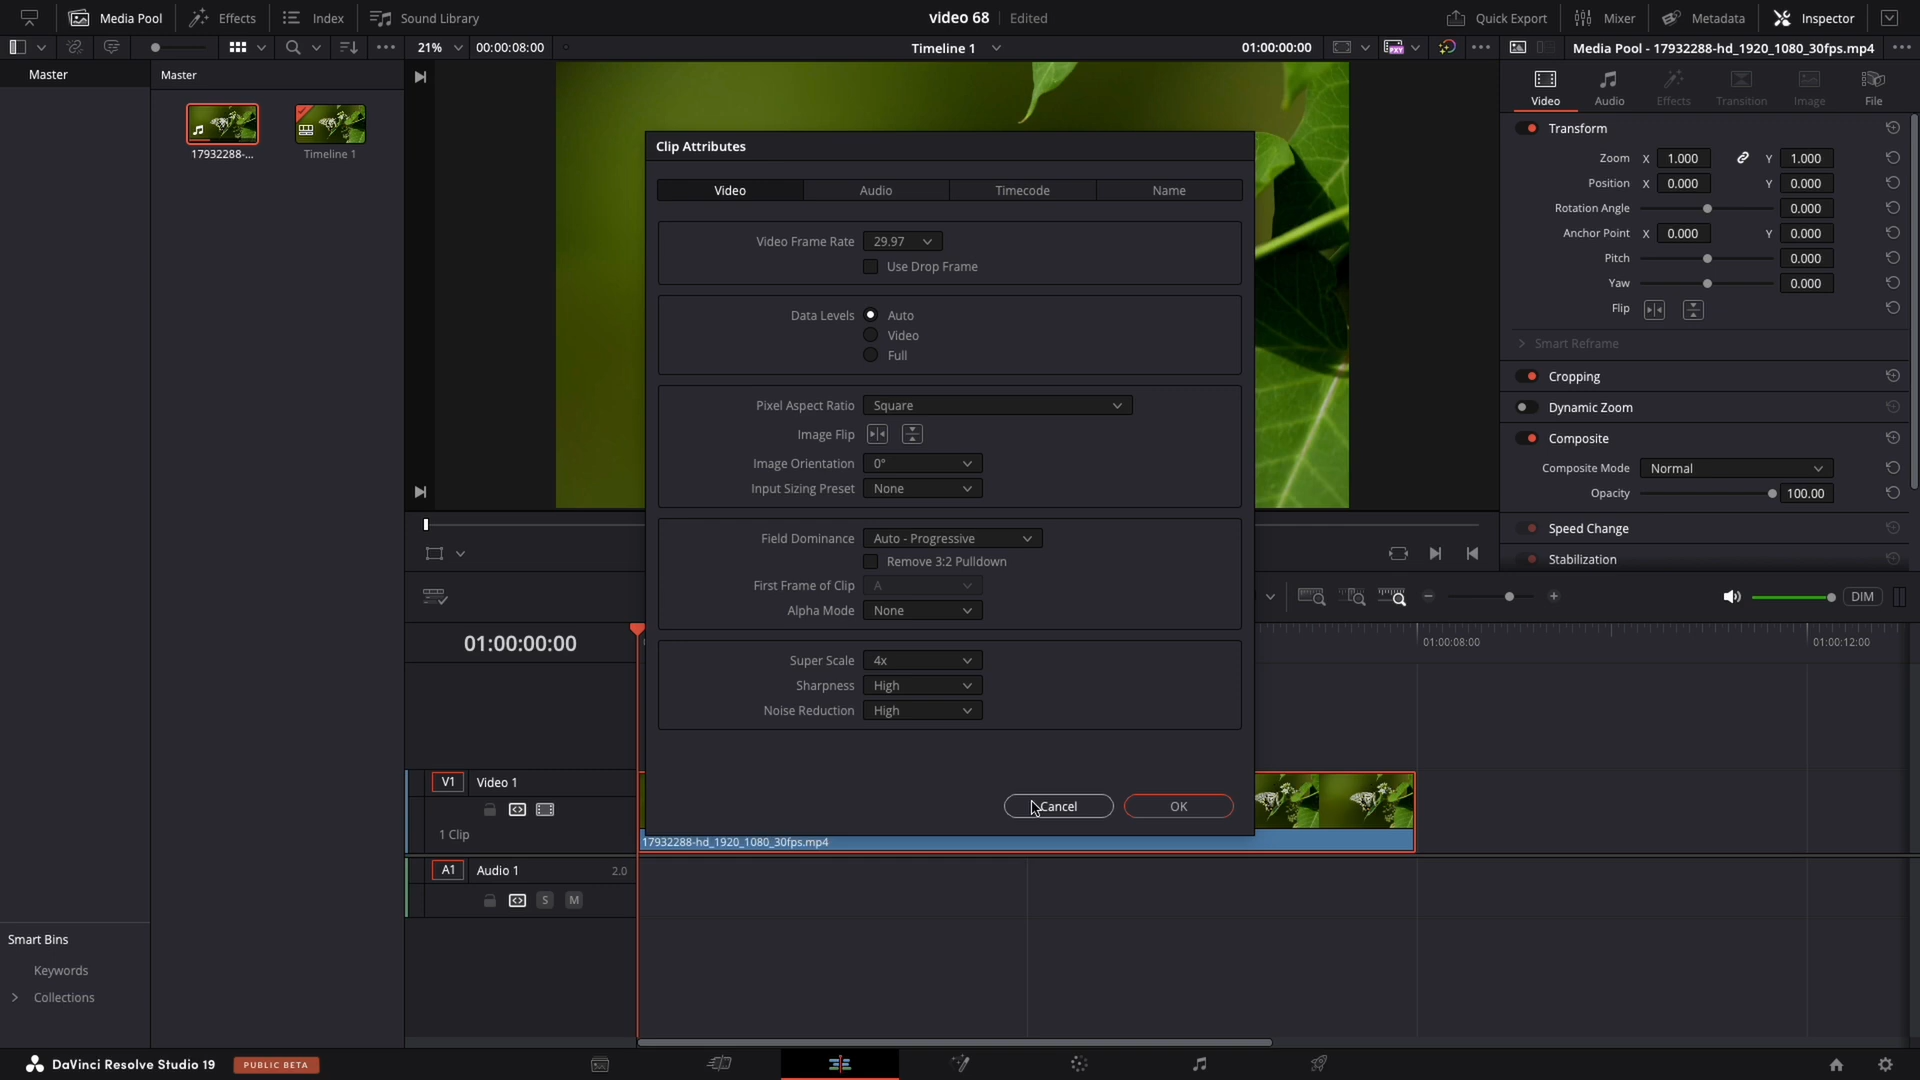 Media Pool
Effects
Index
Sound Library
video 68
Edited
Quick Export
Mixer
Metadata
Inspector
21%
00:00:08:00
Timeline 1
01:00:00:00
PXY
Media Pool - 17932288-hd_1920_1080_30fps.mp4
Master
Master
17932288-...
Timeline 1
Video
Audio
Effects
Transition
Image
File
Transform
Zoom X 1.000 Y 1.000
Position X 0.000 Y 0.000
Rotation Angle 0.000
Anchor Point X 0.000 Y 0.000
Pitch 0.000
Yaw 0.000
Flip
Smart Reframe
Cropping
Dynamic Zoom
Composite
Composite Mode Normal
Opacity 100.00
Speed Change
Stabilization
Clip Attributes
Video
Audio
Timecode
Name
Video Frame Rate 29.97
Use Drop Frame
Data Levels Auto
Video
Full
Pixel Aspect Ratio Square
Image Flip
Image Orientation 0°
Input Sizing Preset None
Field Dominance Auto - Progressive
Remove 3:2 Pulldown
First Frame of Clip A
Alpha Mode None
Super Scale 4x
Sharpness High
Noise Reduction High
Cancel
OK
DIM
01:00:00:00
01:00:08:00
01:00:12:00
V1 Video 1
1 Clip
17932288-hd_1920_1080_30fps.mp4
A1 Audio 1 2.0
S M
Smart Bins
Keywords
Collections
DaVinci Resolve Studio 19
PUBLIC BETA